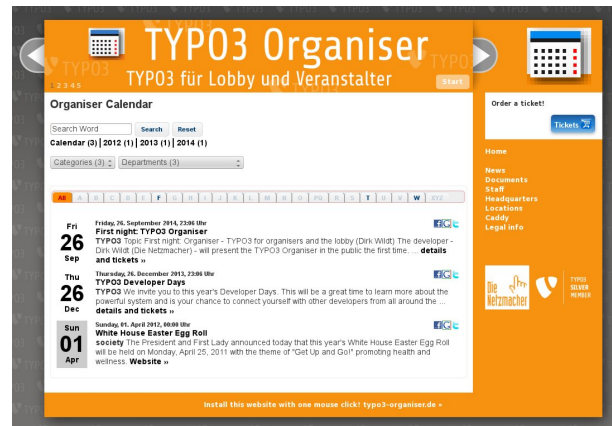 TYPO3 Organiser
TYPO3 für Lobby und Veranstalter
1 2 3 4 5
Start
Organiser Calendar
Search Word
Search
Reset
Calendar (3) | 2012 (1) | 2013 (1) | 2014 (1)
Categories (3)
Departments (3)
All A B C D E F G H I J K L M N O PQ R S T U V W XYZ
Fri
26
Sep
Friday, 26. September 2014, 23:06 Uhr
First night: TYPO3 Organiser
TYPO3 Topic First night: Organiser - TYPO3 for organisers and the lobby (Dirk Wildt) The developer -
Dirk Wildt (Die Netzmacher) - will present the TYPO3 Organiser in the public the first time. ... details
and tickets »
Thu
26
Dec
Thursday, 26. December 2013, 23:06 Uhr
TYPO3 Developer Days
TYPO3 We invite you to this year's Developer Days. This will be a great time to learn more about the
powerful system and is your chance to connect yourself with other developers from all around the ...
details and tickets »
Sun
01
Apr
Sunday, 01. April 2012, 00:00 Uhr
White House Easter Egg Roll
society The President and First Lady announced today that this year's White House Easter Egg Roll
will be held on Monday, April 25, 2011 with the theme of "Get Up and Go!" promoting health and
wellness. Website »
Order a ticket!
Tickets
Home
News
Documents
Staff
Headquarters
Locations
Caddy
Legal info
Die
Netzmacher
TYPO3
SILVER
MEMBER
Install this website with one mouse click! typo3-organiser.de »